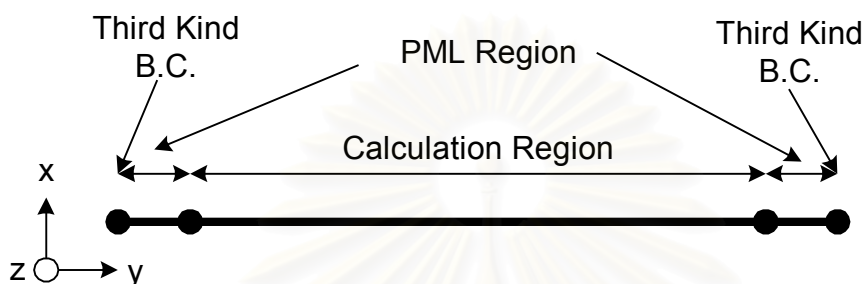 Third Kind
B.C.
PML Region
Third Kind
B.C.
Calculation Region
x
z
y